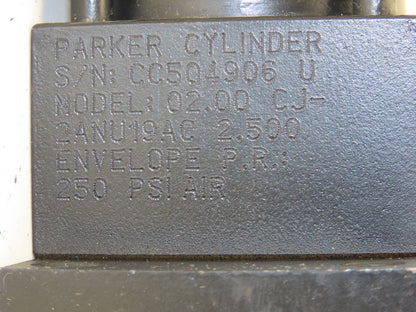 PARKER CYLINDER
S/N: CC504906 U
MODEL: 02.00 CJ-
2ANU19AC 2.500
ENVELOPE P.R.:
250 PSI AIR